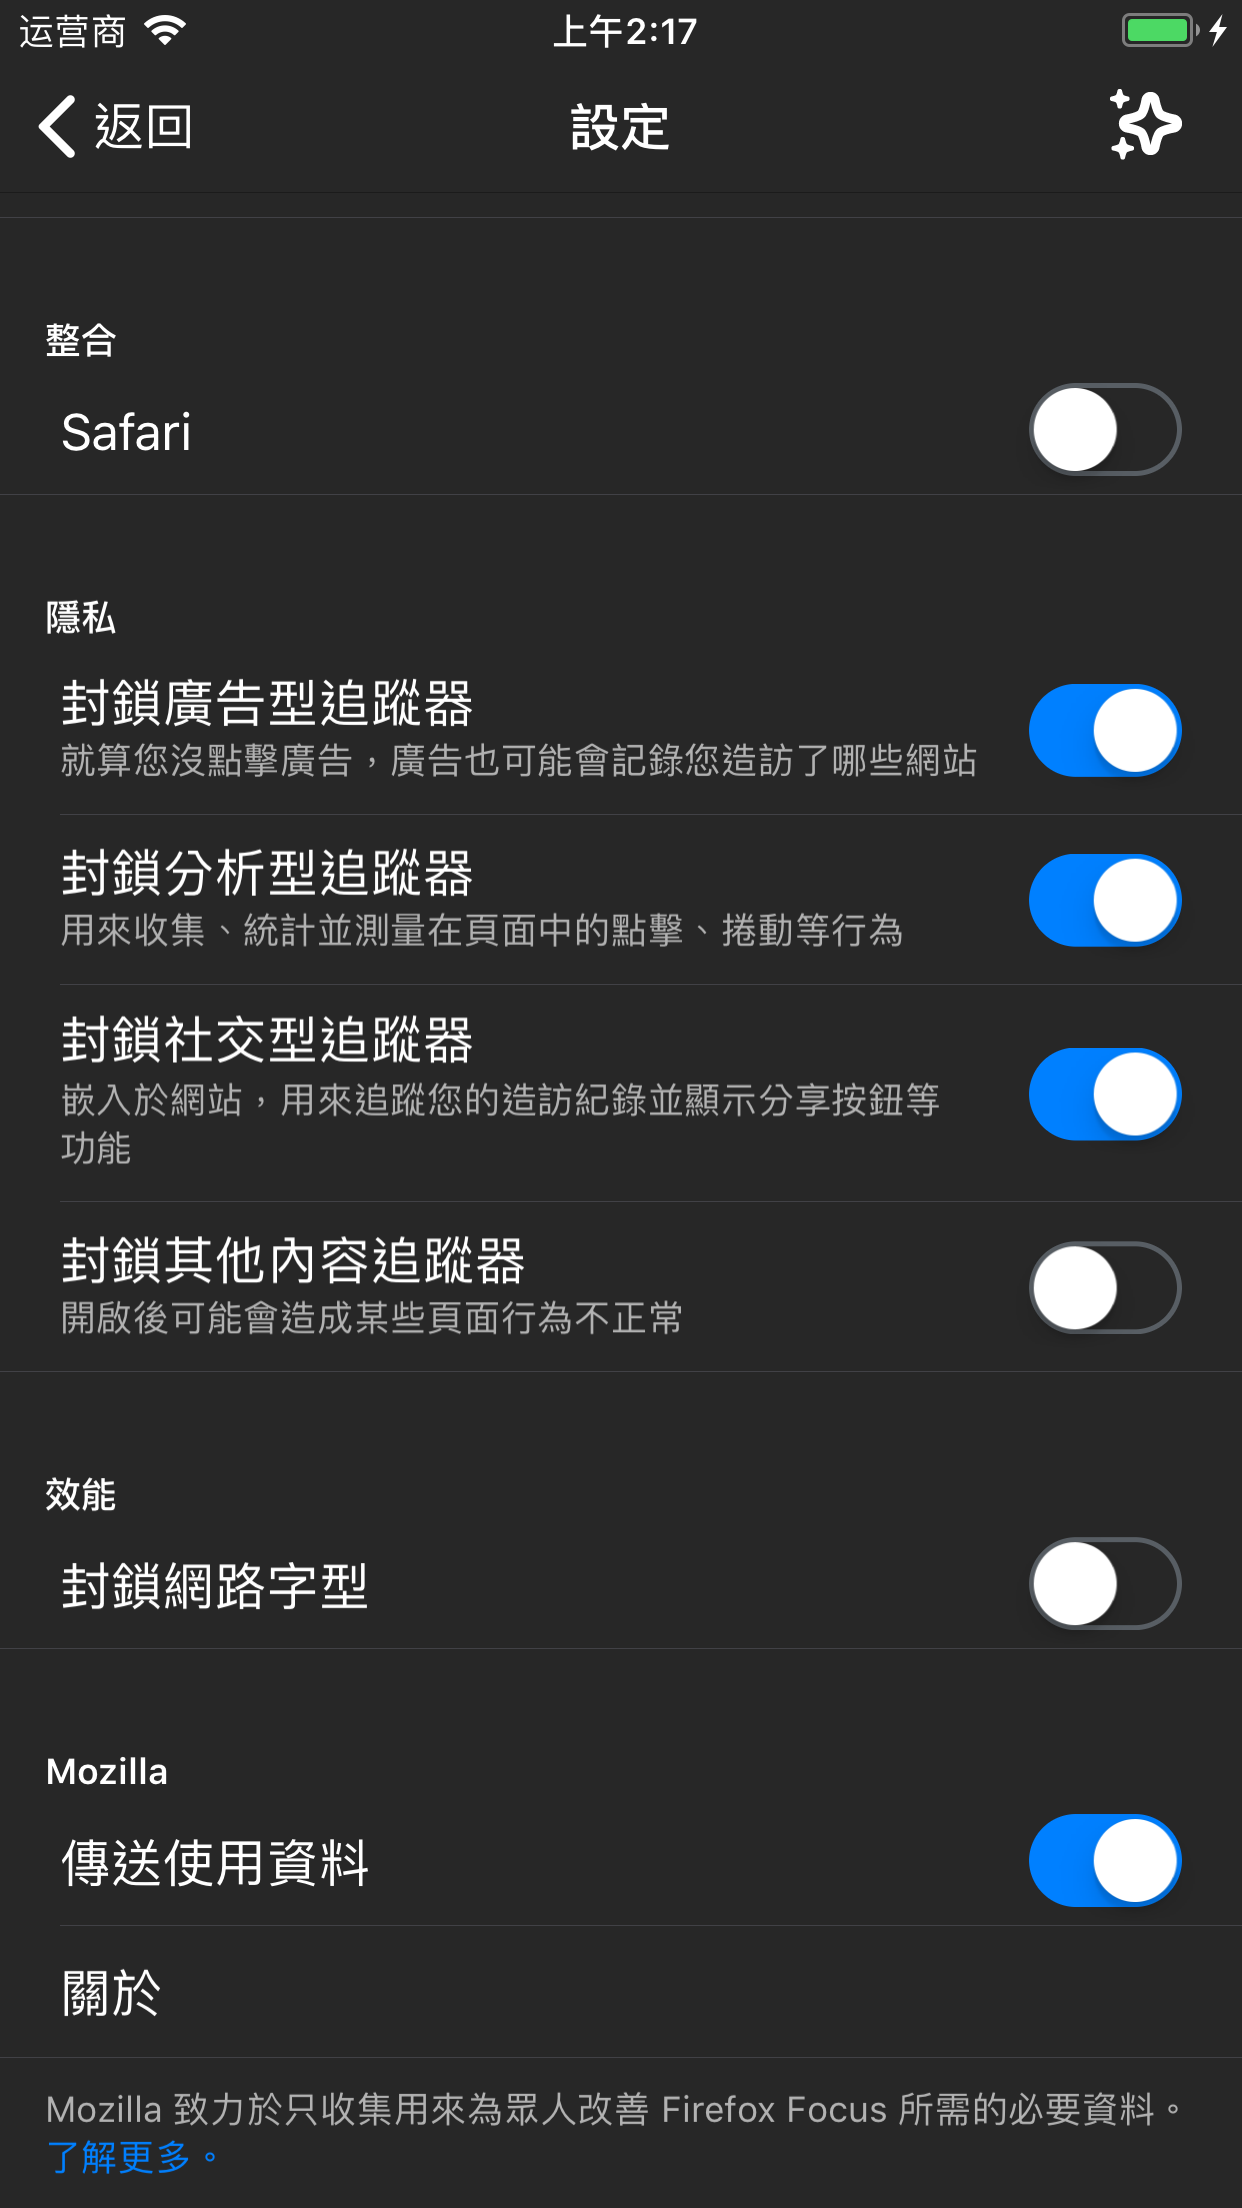 运营商
上午2:17
返回
設定
整合
Safari
隱私
封鎖廣告型追蹤器
就算您沒點擊廣告，廣告也可能會記錄您造訪了哪些網站
封鎖分析型追蹤器
用來收集、統計並測量在頁面中的點擊、捲動等行為
封鎖社交型追蹤器
嵌入於網站，用來追蹤您的造訪紀錄並顯示分享按鈕等
功能
封鎖其他內容追蹤器
開啟後可能會造成某些頁面行為不正常
效能
封鎖網路字型
Mozilla
傳送使用資料
關於
Mozilla 致力於只收集用來為眾人改善 Firefox Focus 所需的必要資料。
了解更多。